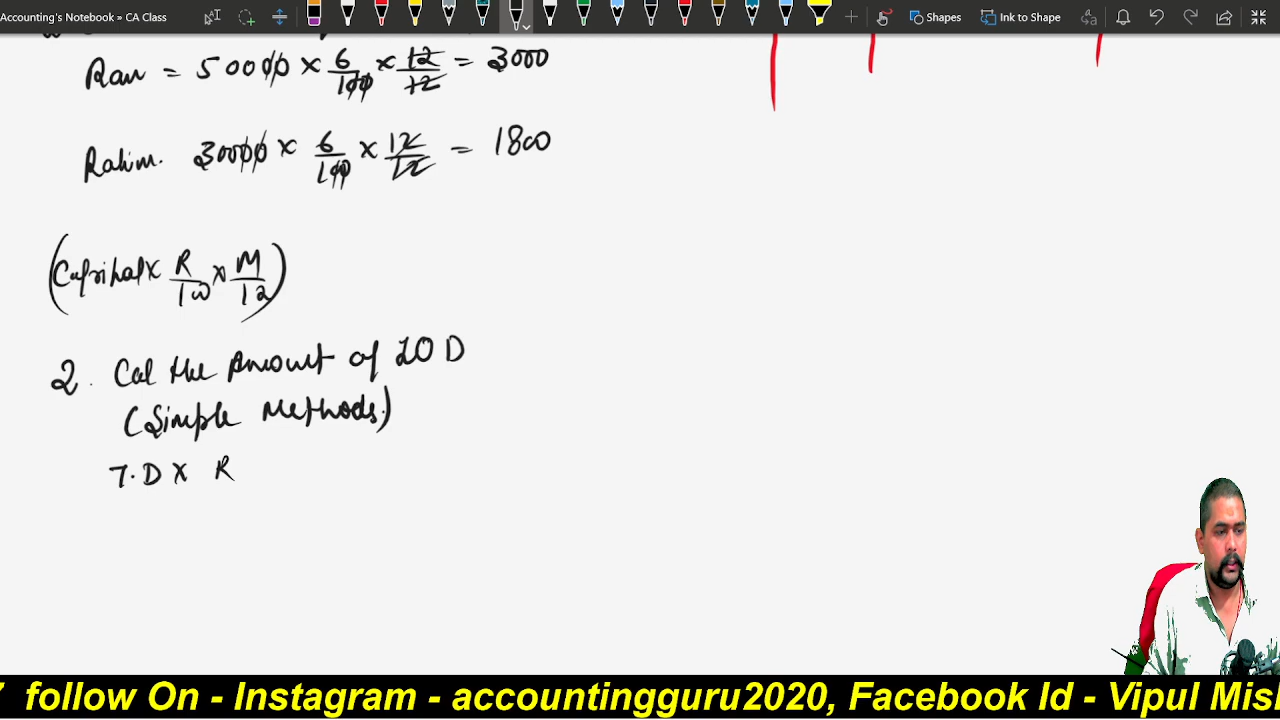 Accounting's Notebook » CA Class
Shapes
Ink to Shape
Ram = 50000 × 6/100 × 12/12 = 3000
Rahim. 30000 × 6/100 × 12/12 = 1800
(Capital × R/100 × M/12)
2. Cal the Amount of IOD
(Simple Methods)
T.D × R
follow On - Instagram - accountingguru2020, Facebook Id - Vipul Mis